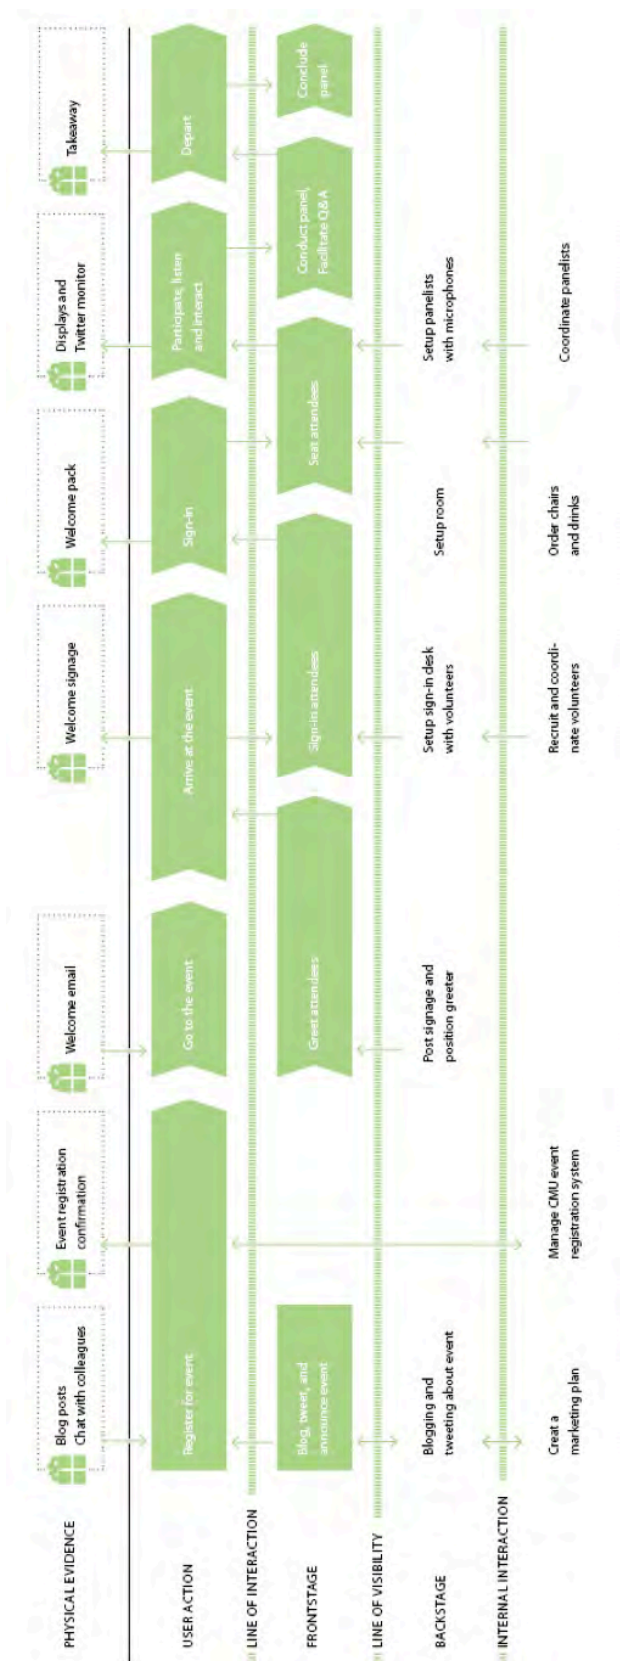 PHYSICAL EVIDENCE
Blog posts
Chat with colleagues
Event registration
confirmation
Welcome email
Welcome signage
Welcome pack
Displays and
Twitter monitor
Takeaway
USER ACTION
Register for event
Go to the event
Arrive at the event
Sign-in
Participate, listen
and interact
Depart
LINE OF INTERACTION
FRONTSTAGE
Blog, tweet, and
announce event
Greet attendees
Sign-in attendees
Seat attendees
Conduct panel,
Facilitate Q&A
Conclude
panel
LINE OF VISIBILITY
BACKSTAGE
Blogging and
tweeting about event
Post signage and
position greeter
Setup sign-in desk
with volunteers
Setup room
Setup panelists
with microphones
INTERNAL INTERACTION
Creat a
marketing plan
Manage CMU event
registration system
Recruit and coordi-
nate volunteers
Order chairs
and drinks
Coordinate panelists